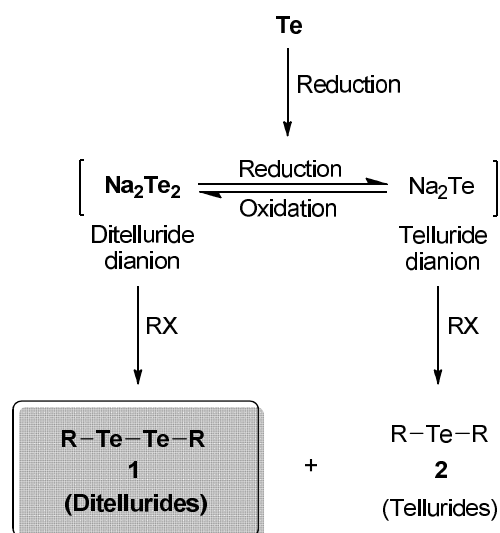 Te
Reduction
[ Na₂Te₂ Reduction Na₂Te ]
Oxidation
Ditelluride
dianion
Telluride
dianion
RX RX
R–Te–Te–R
1
(Ditellurides)
+
R–Te–R
2
(Tellurides)